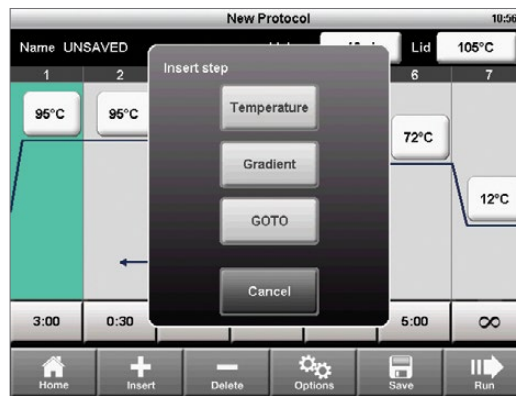 New Protocol 10:56
Name UNSAVED Lid 105°C
1 2 6 7
Insert step
95°C 95°C Temperature
72°C
Gradient
12°C
GOTO
Cancel
3:00 0:30 5:00 ∞
Home Insert Delete Options Save Run